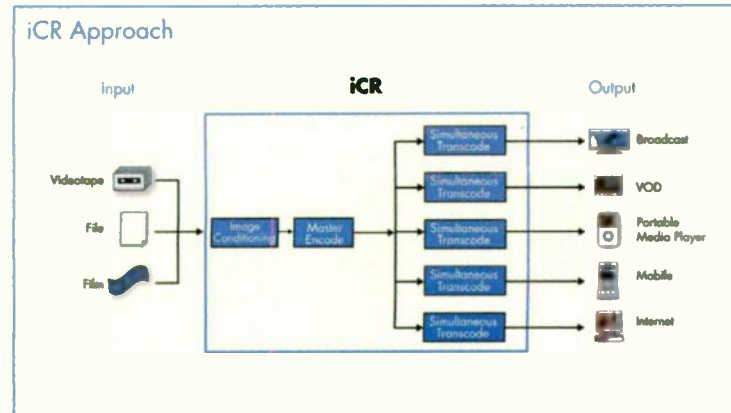 iCR Approach
Input
iCR
Output
Videotape
File
Film
Image
Conditioning
Master
Encode
Simultaneous
Transcode
Simultaneous
Transcode
Simultaneous
Transcode
Simultaneous
Transcode
Simultaneous
Transcode
Broadcast
VOD
Portable
Media Player
Mobile
Internet